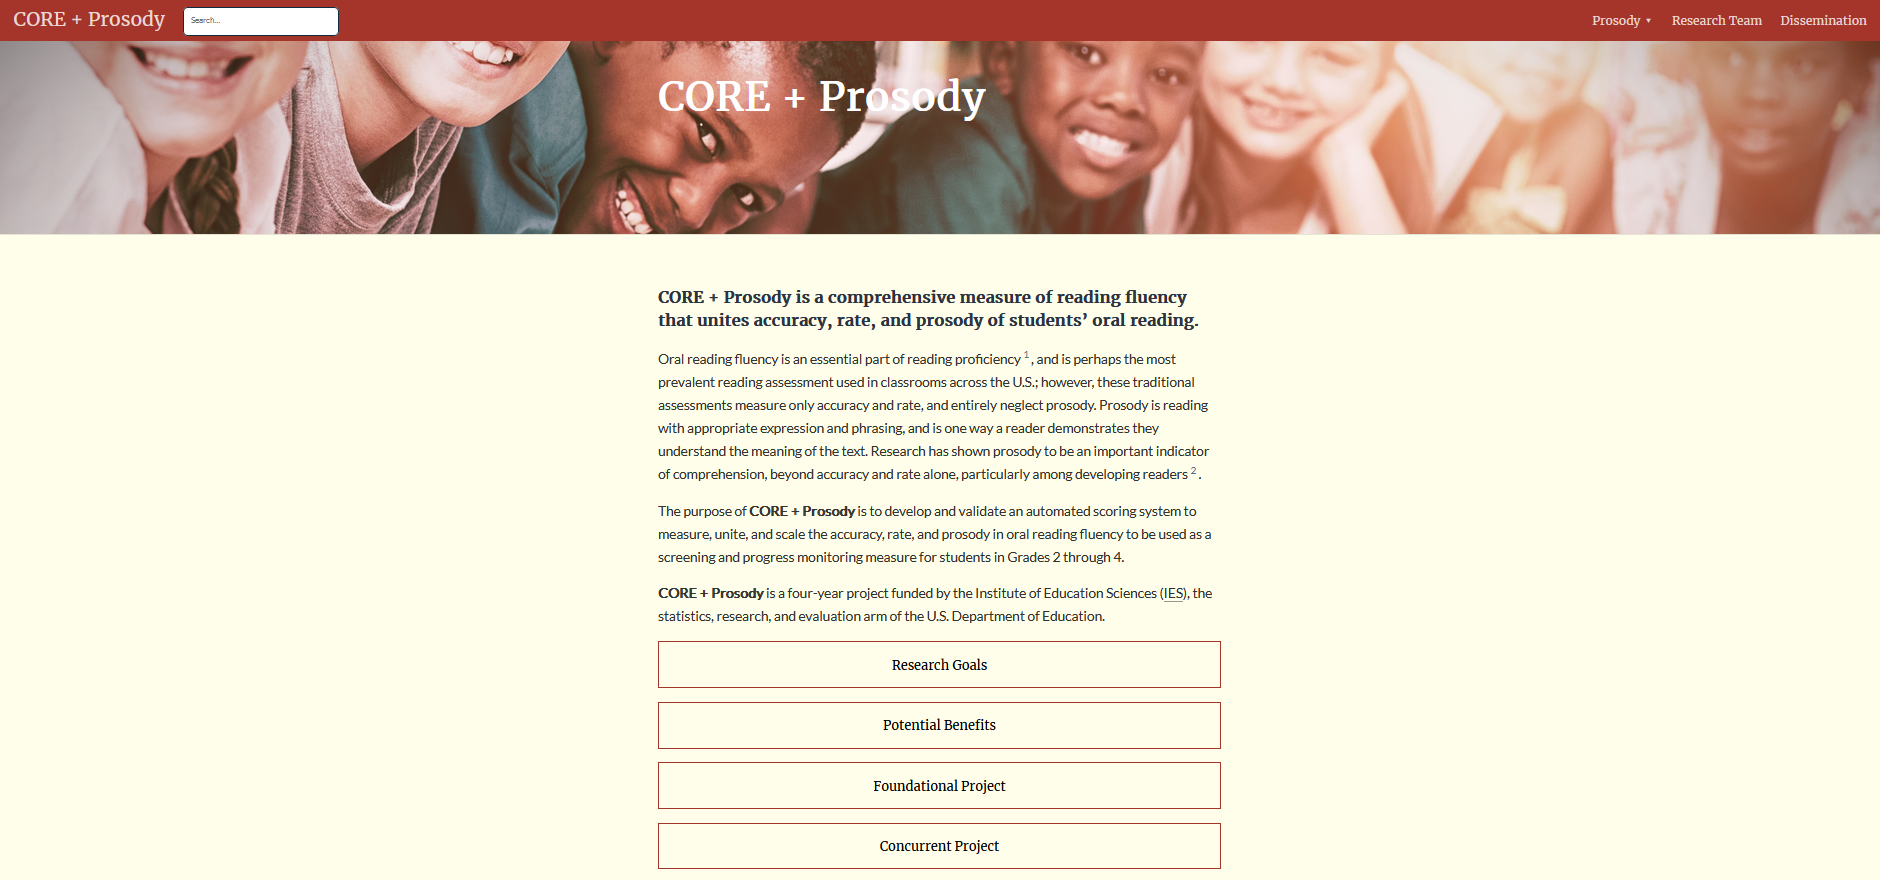 CORE + Prosody
Search...
Prosody ▾
Research Team
Dissemination
CORE + Prosody
CORE + Prosody is a comprehensive measure of reading fluency
that unites accuracy, rate, and prosody of students’ oral reading.
Oral reading fluency is an essential part of reading proficiency 1 , and is perhaps the most
prevalent reading assessment used in classrooms across the U.S.; however, these traditional
assessments measure only accuracy and rate, and entirely neglect prosody. Prosody is reading
with appropriate expression and phrasing, and is one way a reader demonstrates they
understand the meaning of the text. Research has shown prosody to be an important indicator
of comprehension, beyond accuracy and rate alone, particularly among developing readers 2 .
The purpose of CORE + Prosody is to develop and validate an automated scoring system to
measure, unite, and scale the accuracy, rate, and prosody in oral reading fluency to be used as a
screening and progress monitoring measure for students in Grades 2 through 4.
CORE + Prosody is a four-year project funded by the Institute of Education Sciences (IES), the
statistics, research, and evaluation arm of the U.S. Department of Education.
Research Goals
Potential Benefits
Foundational Project
Concurrent Project